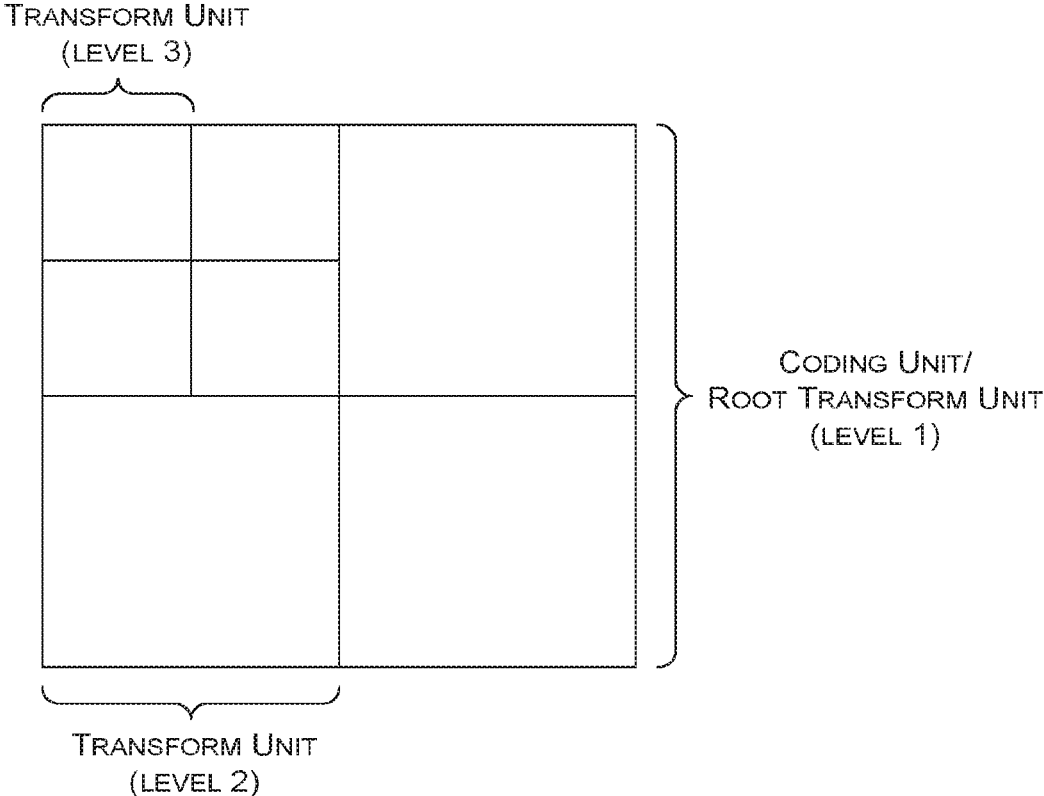 TRANSFORM UNIT
(LEVEL 3)
CODING UNIT/
ROOT TRANSFORM UNIT
(LEVEL 1)
TRANSFORM UNIT
(LEVEL 2)